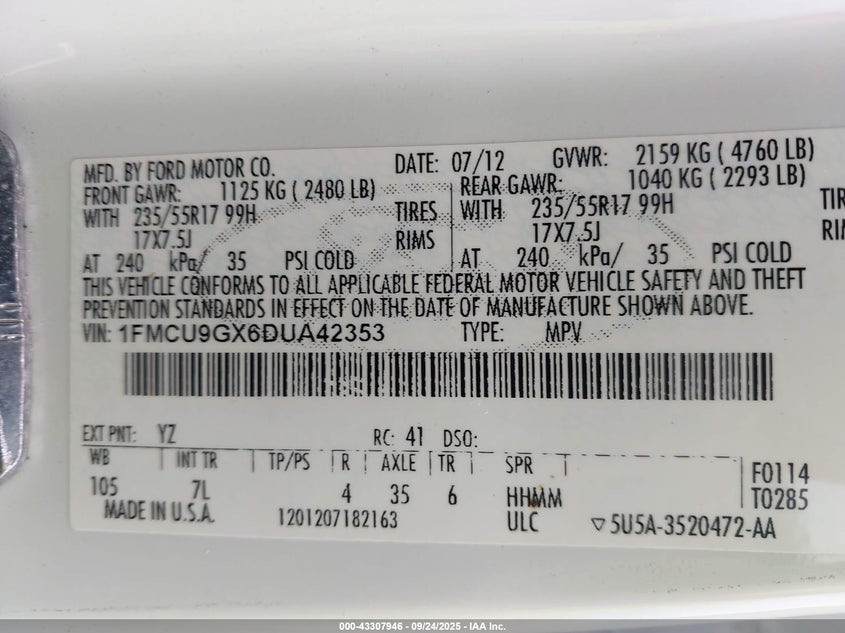 MFD. BY FORD MOTOR CO. DATE: 07/12 GVWR: 2159 KG ( 4760 LB)
FRONT GAWR: 1125 KG ( 2480 LB) REAR GAWR: 1040 KG ( 2293 LB)
WITH 235/55R17 99H TIRES WITH 235/55R17 99H
17X7.5J RIMS 17X7.5J
AT 240 kPa/ 35 PSI COLD AT 240 kPa/ 35 PSI COLD
THIS VEHICLE CONFORMS TO ALL APPLICABLE FEDERAL MOTOR VEHICLE SAFETY AND THEFT
PREVENTION STANDARDS IN EFFECT ON THE DATE OF MANUFACTURE SHOWN ABOVE.
VIN: 1FMCU9GX6DUA42353 TYPE: MPV
EXT PNT: YZ RC: 41 DSO:
WB INT TR TP/PS R AXLE TR SPR F0114
105 7L 4 35 6 HHMM T0285
MADE IN U.S.A. 1201207182163 ULC ▽5U5A-3520472-AA
000-43307946 - 09/24/2025 - IAA Inc.